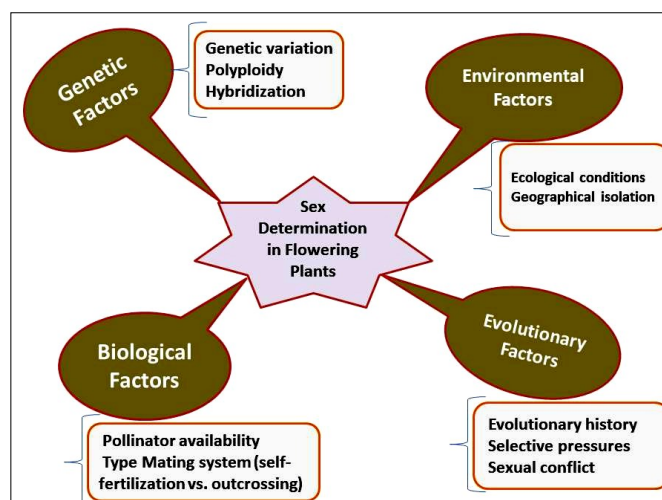 Genetic
Factors
Genetic variation
Polyploidy
Hybridization
Environmental
Factors
Ecological conditions
Geographical isolation
Sex
Determination
in Flowering
Plants
Biological
Factors
Pollinator availability
Type Mating system (self-
fertilization vs. outcrossing)
Evolutionary
Factors
Evolutionary history
Selective pressures
Sexual conflict